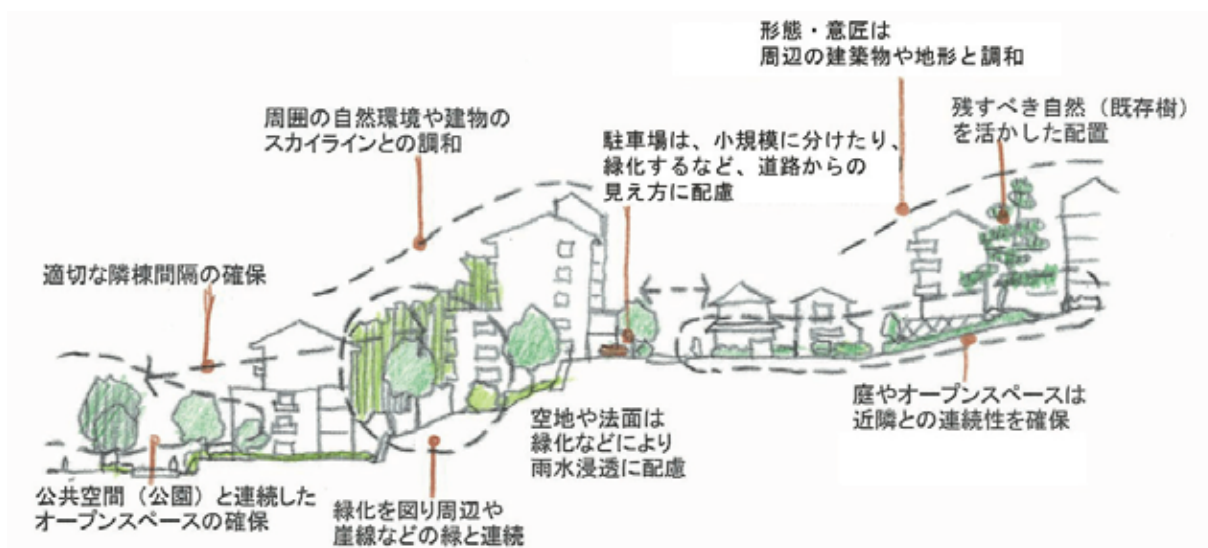 形態・意匠は
周辺の建築物や地形と調和
周囲の自然環境や建物の
スカイラインとの調和
駐車場は、小規模に分けたり、
緑化するなど、道路からの
見え方に配慮
残すべき自然（既存樹）
を活かした配置
適切な隣棟間隔の確保
空地や法面は
緑化などにより
雨水浸透に配慮
庭やオープンスペースは
近隣との連続性を確保
公共空間（公園）と連続した
オープンスペースの確保
緑化を図り周辺や
崖線などの緑と連続